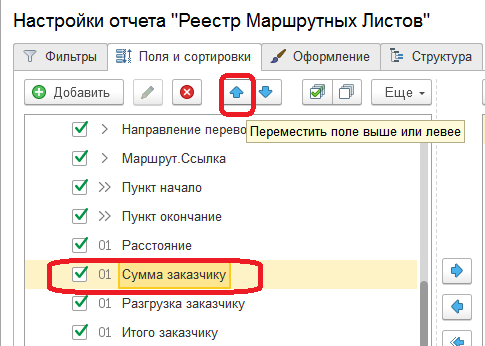 Настройки отчета "Реестр Маршрутных Листов"
Фильтры Поля и сортировки Оформление Структура
Добавить Еще
Направление перево
Переместить поле выше или левее
Маршрут.Ссылка
Пункт начало
Пункт окончание
01 Расстояние
01 Сумма заказчику
01 Разгрузка заказчику
01 Итого заказчику